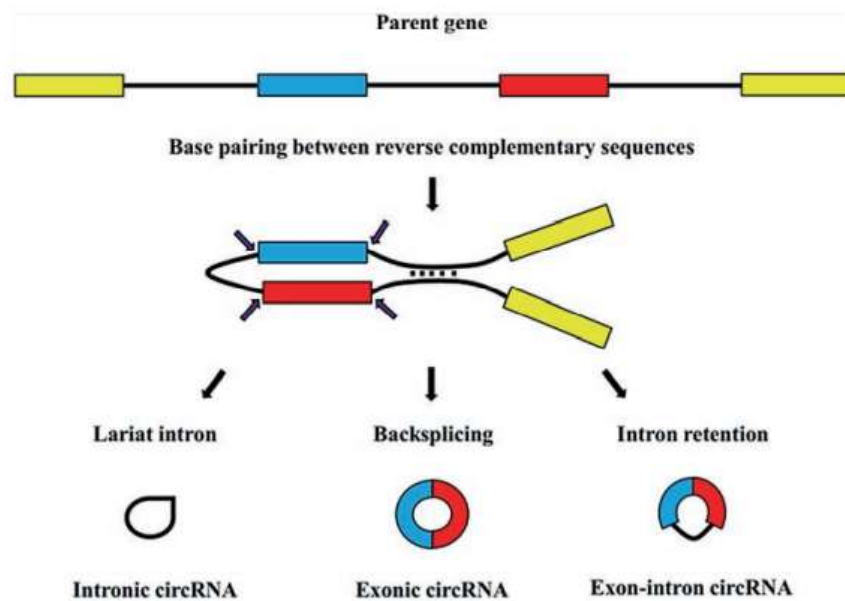 Parent gene
Base pairing between reverse complementary sequences
Lariat intron
Backsplicing
Intron retention
Intronic circRNA
Exonic circRNA
Exon-intron circRNA